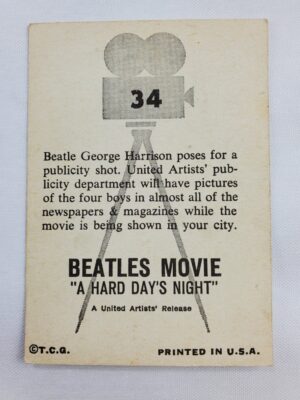 34
Beatle George Harrison poses for a
publicity shot. United Artists' pub-
licity department will have pictures
of the four boys in almost all of the
newspapers & magazines while the
movie is being shown in your city.
BEATLES MOVIE
"A HARD DAY'S NIGHT"
A United Artists' Release
©T.C.G.
PRINTED IN U.S.A.